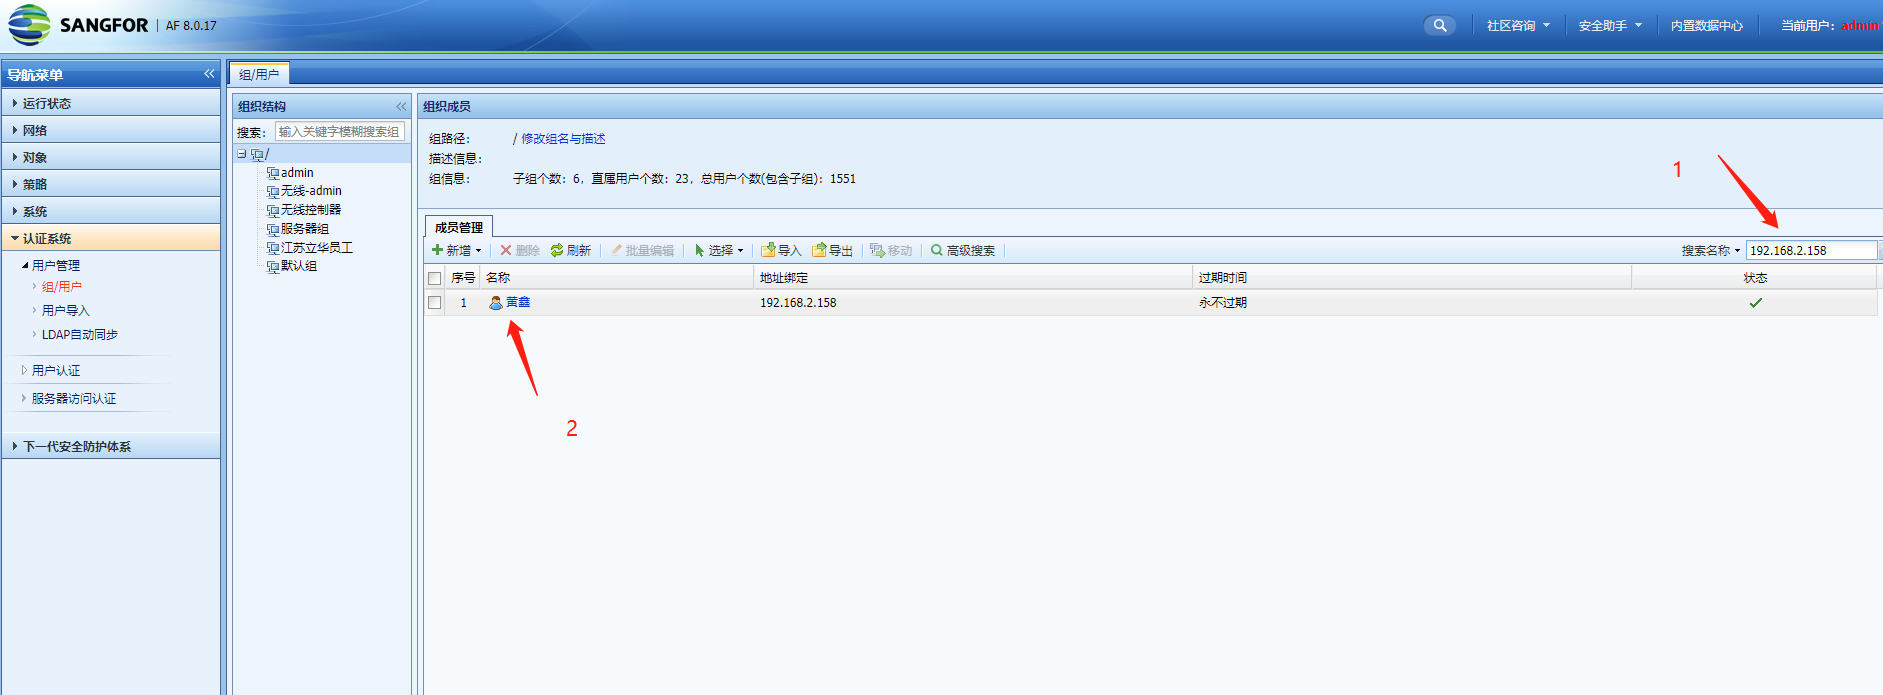 SANGFOR | AF 8.0.17
社区咨询 安全助手 内置数据中心 当前用户：admin
导航菜单
运行状态
网络
对象
策略
系统
认证系统
用户管理
组/用户
用户导入
LDAP自动同步
用户认证
服务器访问认证
下一代安全防护体系
组/用户
组织结构
搜索： 输入关键字模糊搜索组
/
admin
无线-admin
无线控制器
服务器组
江苏立华员工
默认组
组织成员
组路径： / 修改组名与描述
描述信息：
组信息： 子组个数：6，直属用户个数：23，总用户个数(包含子组)：1551
1
成员管理
新增 删除 刷新 批量编辑 选择 导入 导出 移动 高级搜索 搜索名称 192.168.2.158
序号 名称 地址绑定 过期时间 状态
1 黄鑫 192.168.2.158 永不过期
2